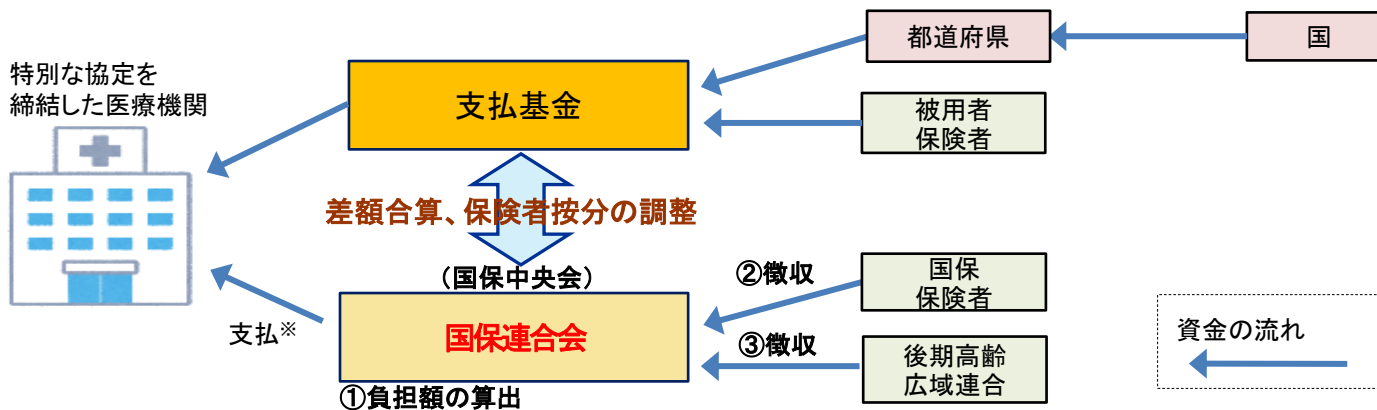 都道府県
国
特別な協定を
締結した医療機関
支払基金
被用者
保険者
差額合算、保険者按分の調整
(国保中央会)
②徴収
国保
保険者
支払※
国保連合会
③徴収
後期高齢
広域連合
資金の流れ
①負担額の算出